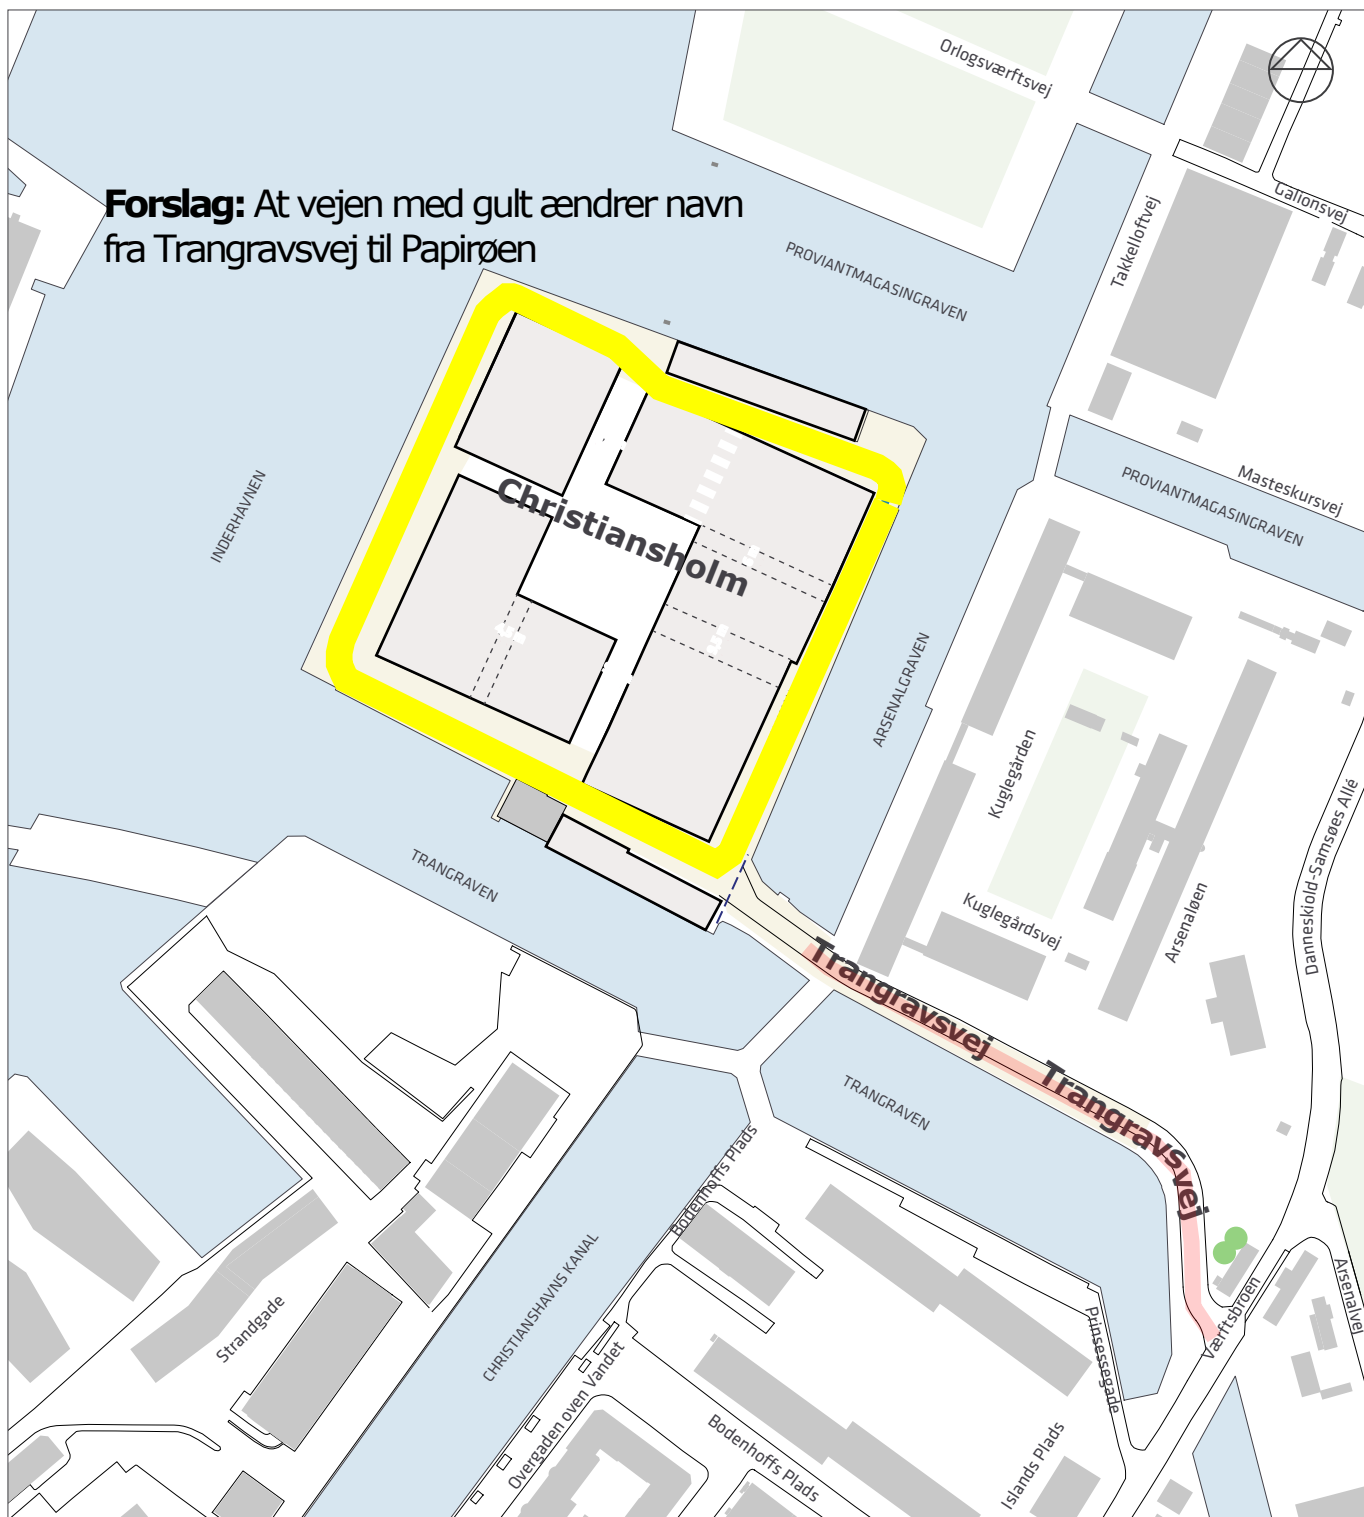 Orlogsværftsvej
Galionsvej
Takkelloftvej
Forslag: At vejen med gult ændrer navn
fra Trangravsvej til Papirøen
PROVIANTMAGASINGRAVEN
Masteskursvej
PROVIANTMAGASINGRAVEN
INDERHAVNEN
Christiansholm
ARSENALGRAVEN
Kuglegården
Danneskiold-Samsøes Allé
TRANGRAVEN
Kuglegårdsvej
Arsenaløen
Trangravsvej
Trangravsvej
TRANGRAVEN
Bodenhoffs Plads
CHRISTIANSHAVNS KANAL
Strandgade
Værftsbroen
Arsenalvej
Prinsessegade
Overgaden oven Vandet
Bodenhoffs Plads
Islands Plads